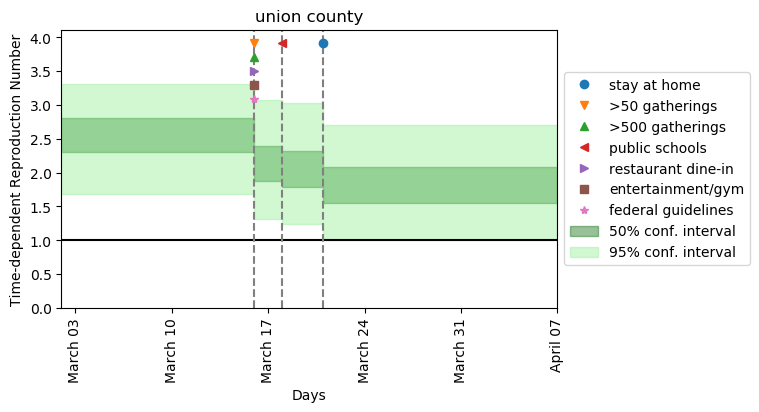 union county
Time-dependent Reproduction Number
4.0
3.5
3.0
2.5
2.0
1.5
1.0
0.5
0.0
March 03
March 10
March 17
March 24
March 31
April 07
Days
stay at home
>50 gatherings
>500 gatherings
public schools
restaurant dine-in
entertainment/gym
federal guidelines
50% conf. interval
95% conf. interval